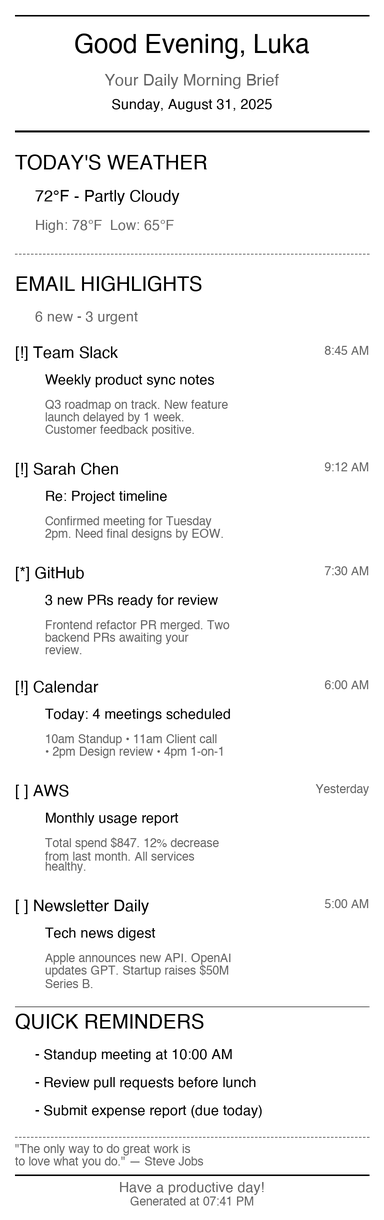 Good Evening, Luka
Your Daily Morning Brief
Sunday, August 31, 2025
TODAY'S WEATHER
72°F - Partly Cloudy
High: 78°F  Low: 65°F
EMAIL HIGHLIGHTS
6 new - 3 urgent
[!] Team Slack 8:45 AM
Weekly product sync notes
Q3 roadmap on track. New feature
launch delayed by 1 week.
Customer feedback positive.
[!] Sarah Chen 9:12 AM
Re: Project timeline
Confirmed meeting for Tuesday
2pm. Need final designs by EOW.
[*] GitHub 7:30 AM
3 new PRs ready for review
Frontend refactor PR merged. Two
backend PRs awaiting your
review.
[!] Calendar 6:00 AM
Today: 4 meetings scheduled
10am Standup • 11am Client call
• 2pm Design review • 4pm 1-on-1
[ ] AWS Yesterday
Monthly usage report
Total spend $847. 12% decrease
from last month. All services
healthy.
[ ] Newsletter Daily 5:00 AM
Tech news digest
Apple announces new API. OpenAI
updates GPT. Startup raises $50M
Series B.
QUICK REMINDERS
- Standup meeting at 10:00 AM
- Review pull requests before lunch
- Submit expense report (due today)
"The only way to do great work is
to love what you do." — Steve Jobs
Have a productive day!
Generated at 07:41 PM